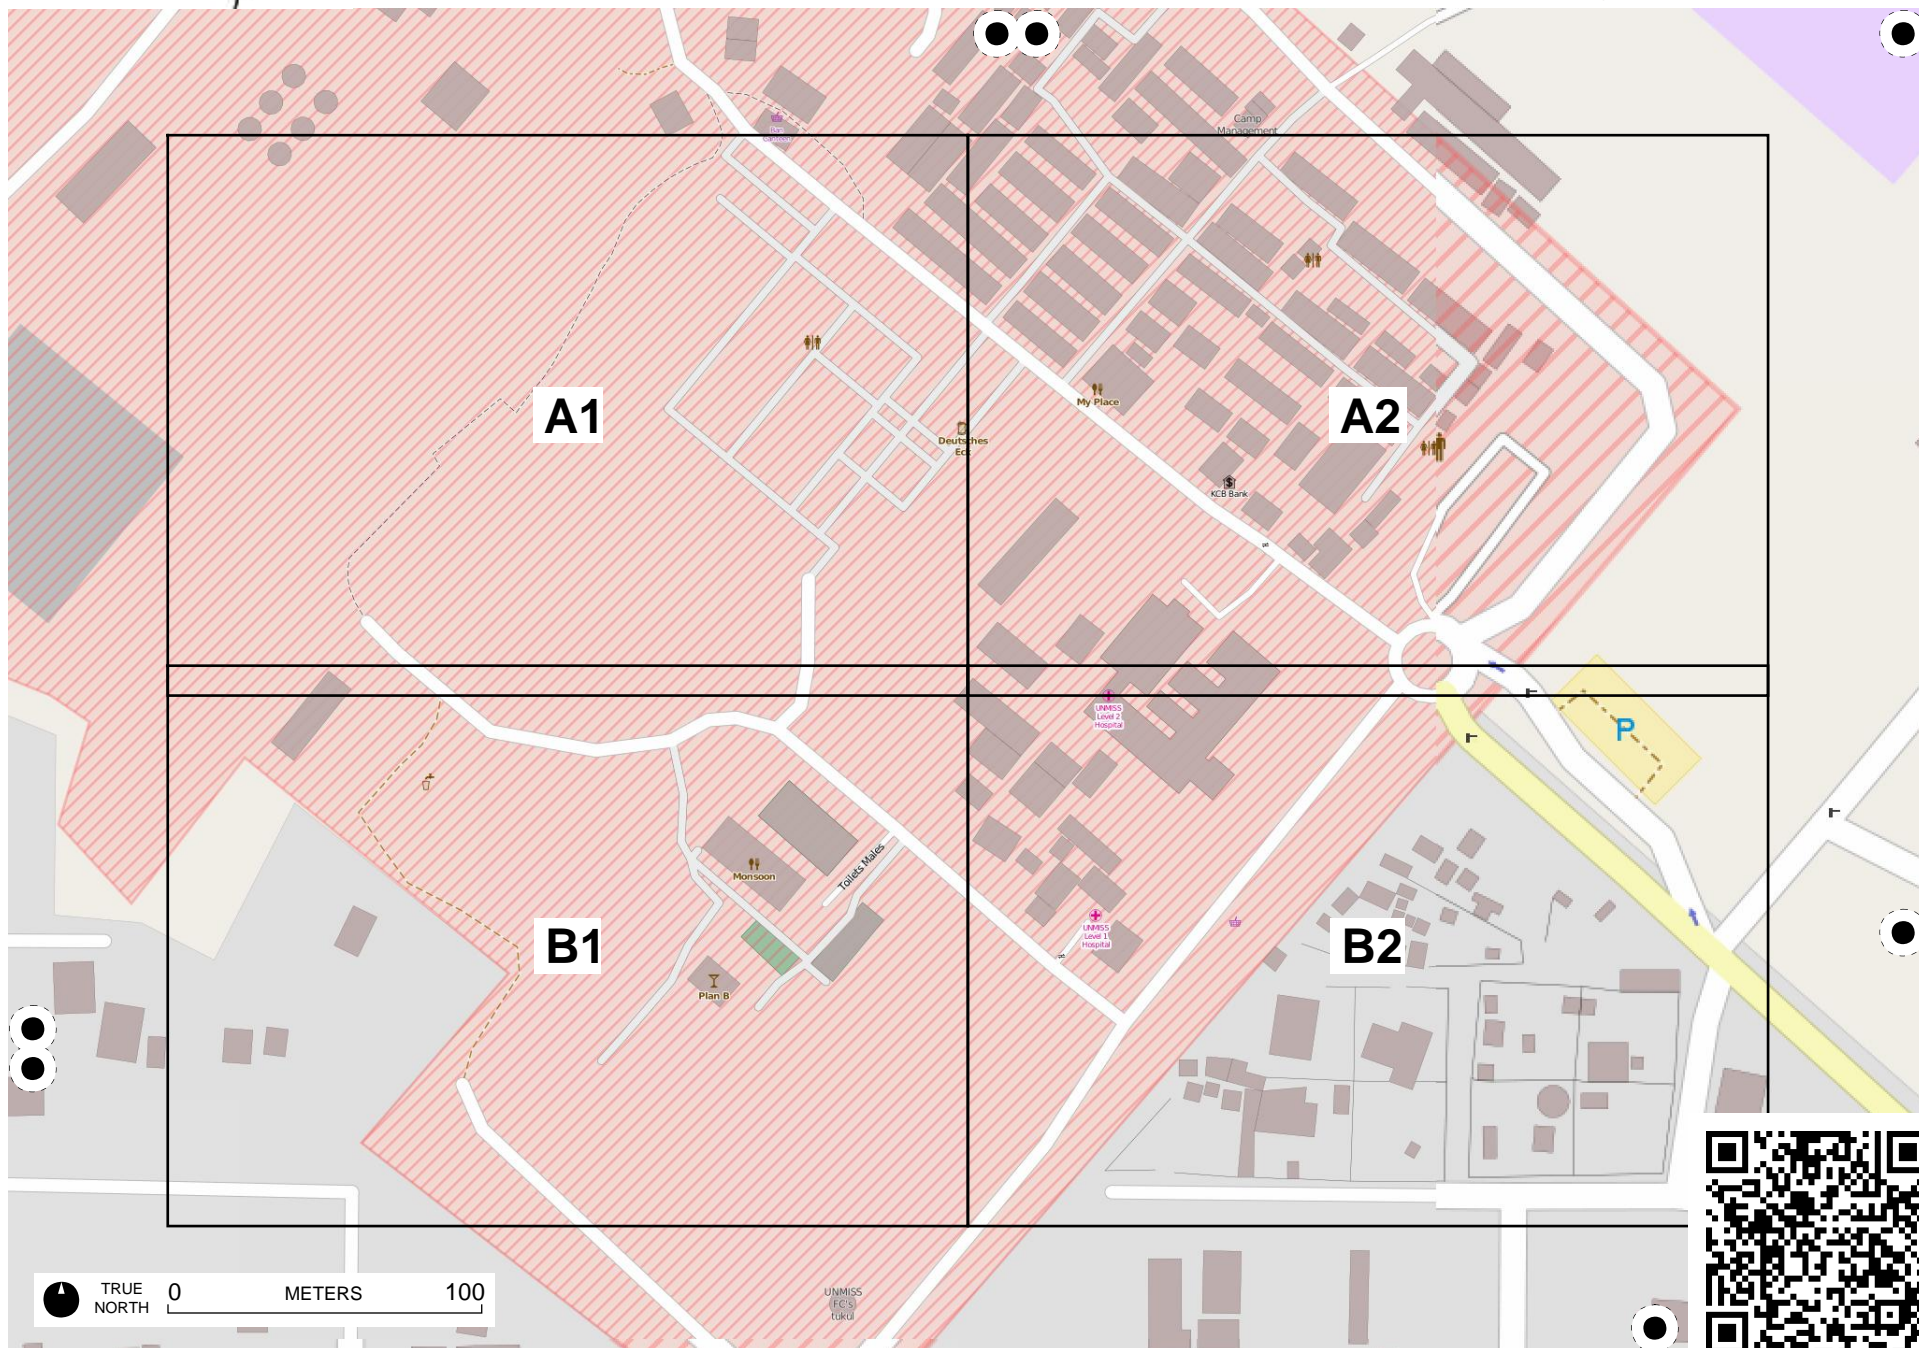 Camp
Management
A1
A2
My Place
Deutsches
Eck
KCB Bank
UNMISS
Level 2
Hospital
P
Monsoon
Toilets Males
UNMISS
Level 1
Hospital
B1
B2
Plan B
TRUE
NORTH
0 METERS 100
UNMISS
FC's
tukul